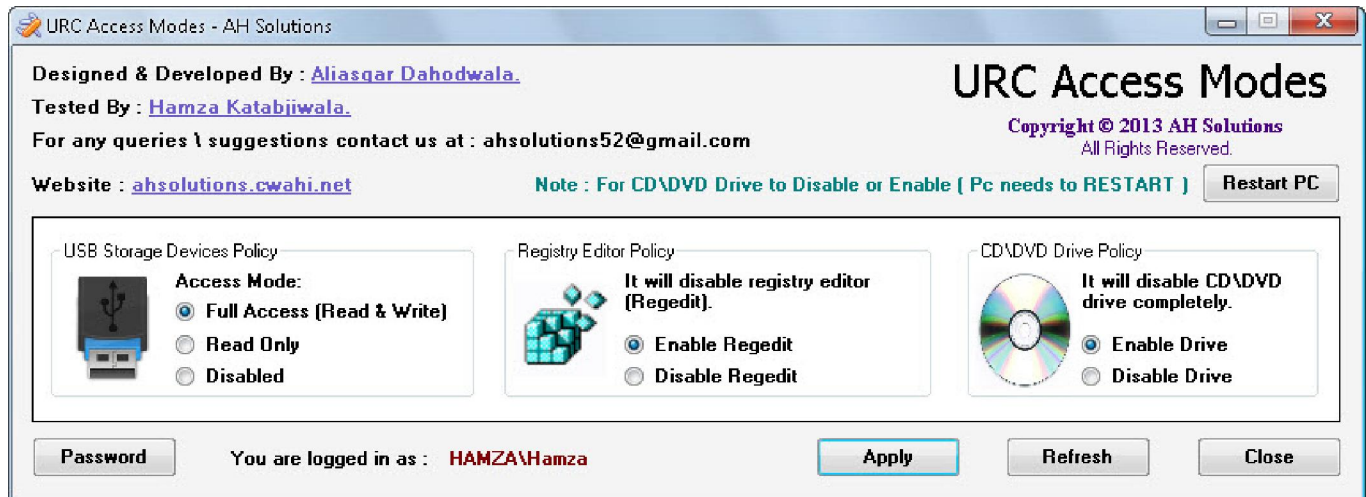 URC Access Modes - AH Solutions
Designed & Developed By : Aliasgar Dahodwala.
Tested By : Hamza Katabjiwala.
For any queries \ suggestions contact us at : ahsolutions52@gmail.com
Website : ahsolutions.cwahi.net
URC Access Modes
Copyright © 2013 AH Solutions
All Rights Reserved.
Note : For CD\DVD Drive to Disable or Enable ( Pc needs to RESTART )
Restart PC
USB Storage Devices Policy
Access Mode:
Full Access (Read & Write)
Read Only
Disabled
Registry Editor Policy
It will disable registry editor
(Regedit).
Enable Regedit
Disable Regedit
CD\DVD Drive Policy
It will disable CD\DVD
drive completely.
Enable Drive
Disable Drive
Password
You are logged in as : HAMZA\Hamza
Apply
Refresh
Close